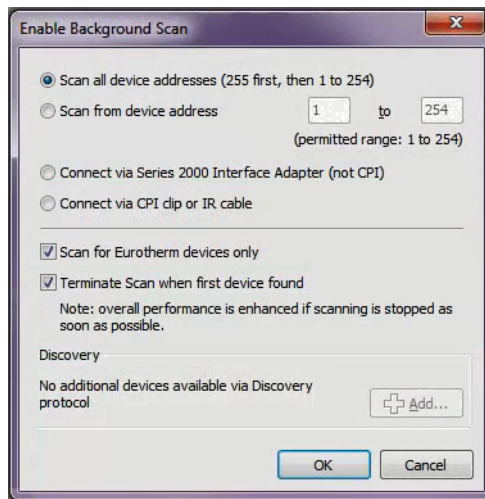 Enable Background Scan
Scan all device addresses (255 first, then 1 to 254)
Scan from device address 1 to 254
(permitted range: 1 to 254)
Connect via Series 2000 Interface Adapter (not CPI)
Connect via CPI clip or IR cable
Scan for Eurotherm devices only
Terminate Scan when first device found
Note: overall performance is enhanced if scanning is stopped as
soon as possible.
Discovery
No additional devices available via Discovery
protocol
Add...
OK Cancel